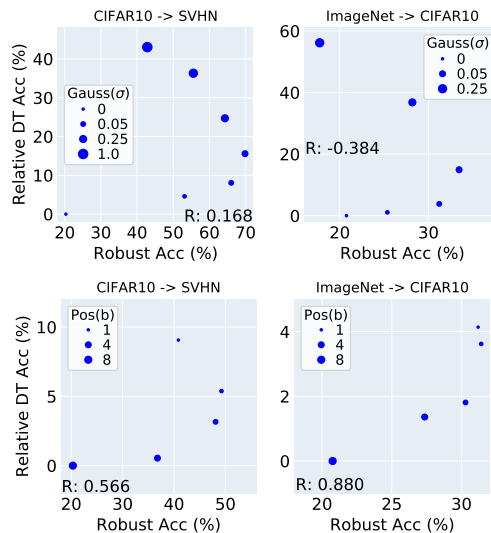 CIFAR10 -> SVHN
Relative DT Acc (%)
40
30
20
10
0
Gauss(σ)
0
0.05
0.25
1.0
R: 0.168
20 30 40 50 60 70
Robust Acc (%)
ImageNet -> CIFAR10
60
40
20
0
Gauss(σ)
0
0.05
0.25
R: -0.384
20 30
Robust Acc (%)
CIFAR10 -> SVHN
Relative DT Acc (%)
10
5
0
Pos(b)
1
4
8
R: 0.566
20 30 40 50
Robust Acc (%)
ImageNet -> CIFAR10
4
2
0
Pos(b)
1
4
8
R: 0.880
20 25 30
Robust Acc (%)